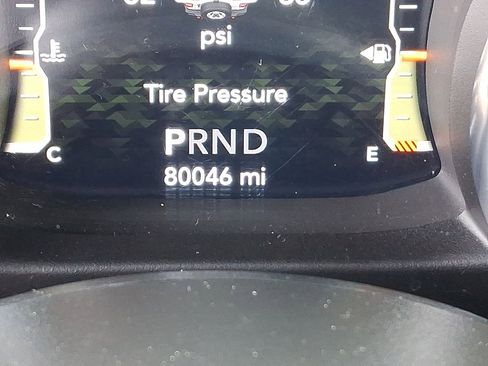 psi
Tire Pressure
PRND
C
E
80046 mi